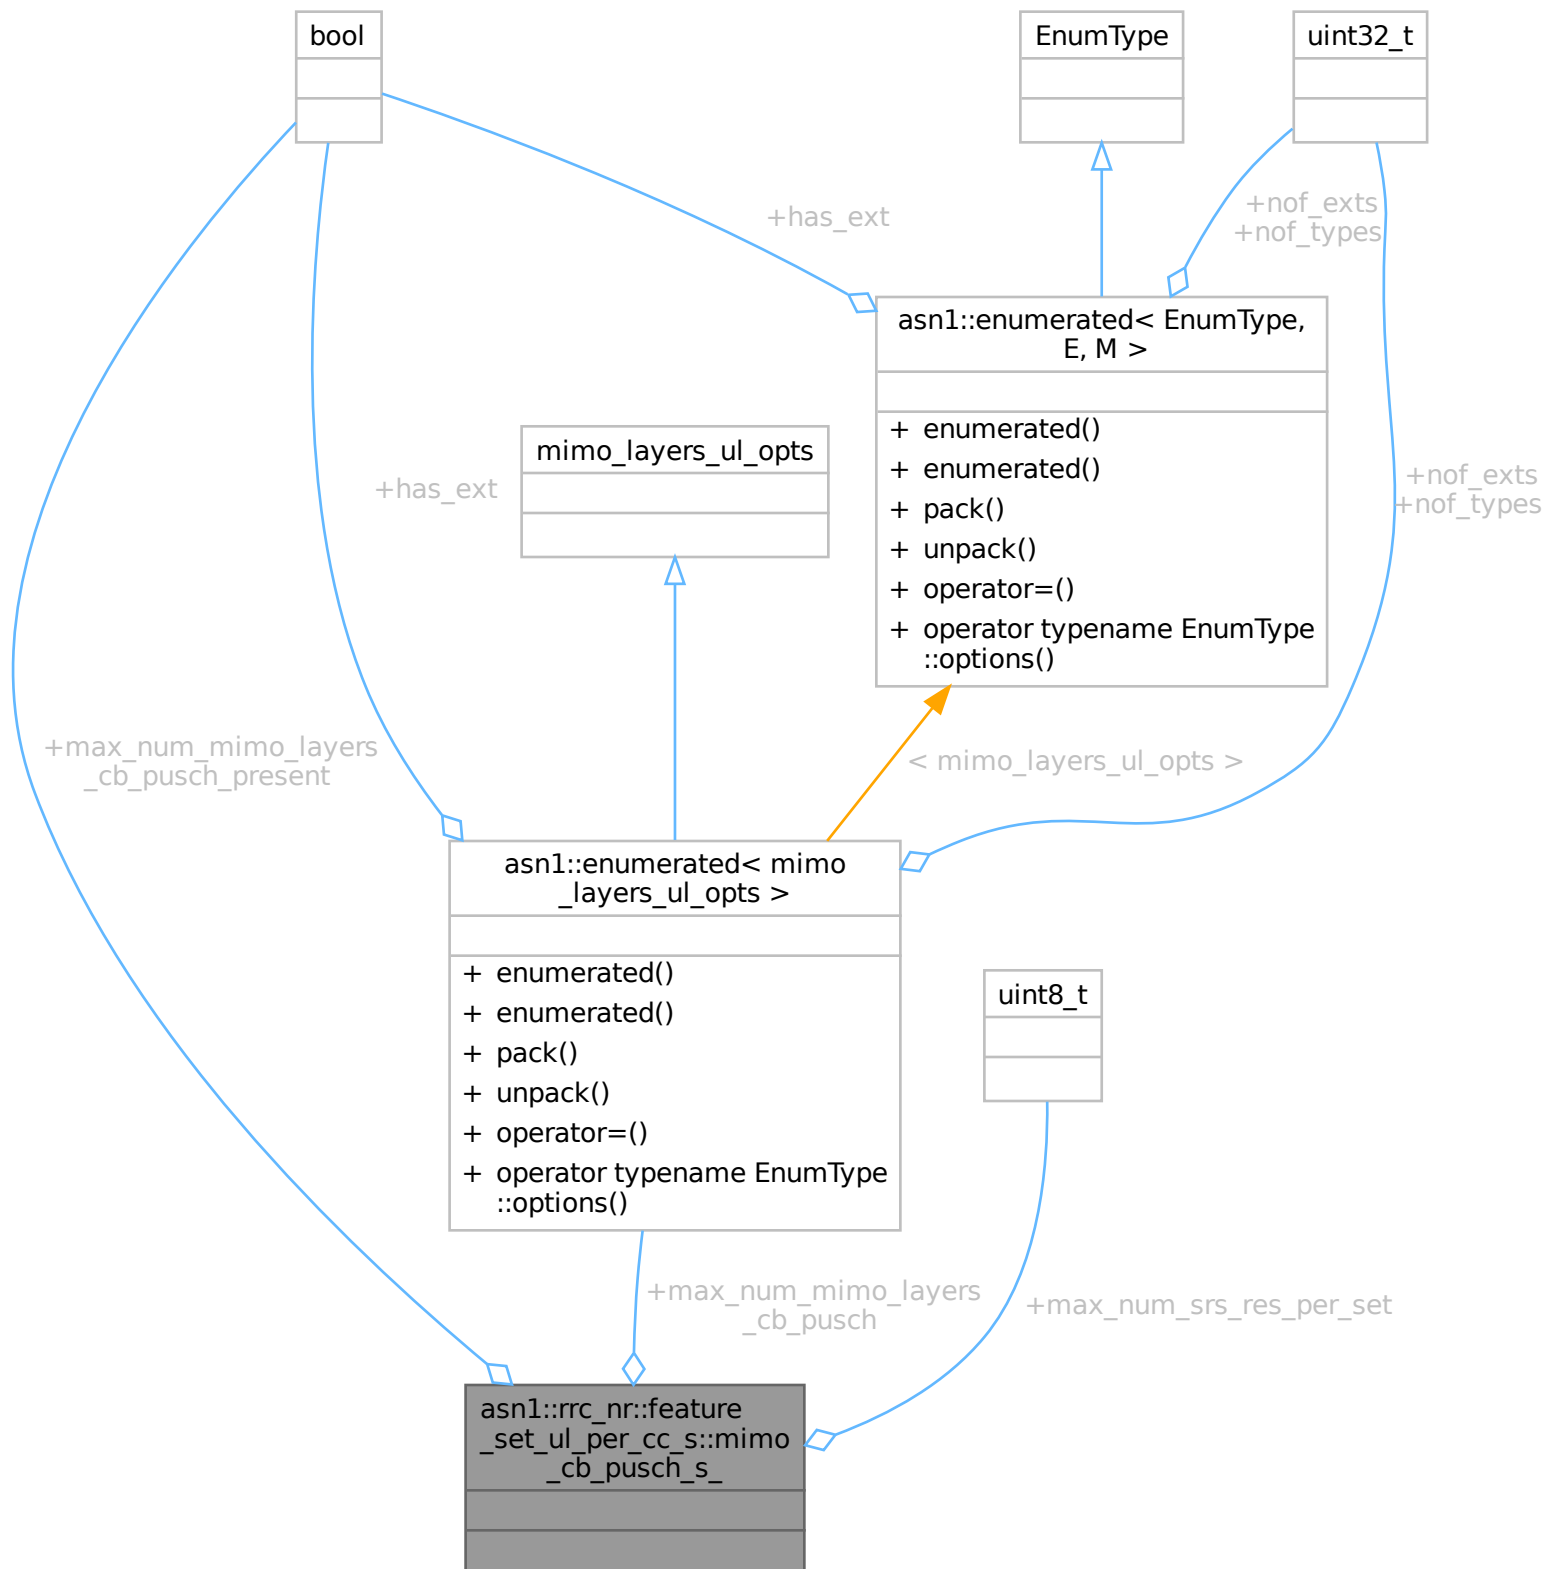 bool
EnumType
uint32_t
+has_ext
+nof_exts
+nof_types
asn1::enumerated< EnumType,
E, M >
+ enumerated()
+ enumerated()
+ pack()
+ unpack()
+ operator=()
+ operator typename EnumType
::options()
mimo_layers_ul_opts
+has_ext
+nof_exts
+nof_types
+max_num_mimo_layers
_cb_pusch_present
< mimo_layers_ul_opts >
asn1::enumerated< mimo
_layers_ul_opts >
+ enumerated()
+ enumerated()
+ pack()
+ unpack()
+ operator=()
+ operator typename EnumType
::options()
uint8_t
+max_num_mimo_layers
_cb_pusch
+max_num_srs_res_per_set
asn1::rrc_nr::feature
_set_ul_per_cc_s::mimo
_cb_pusch_s_